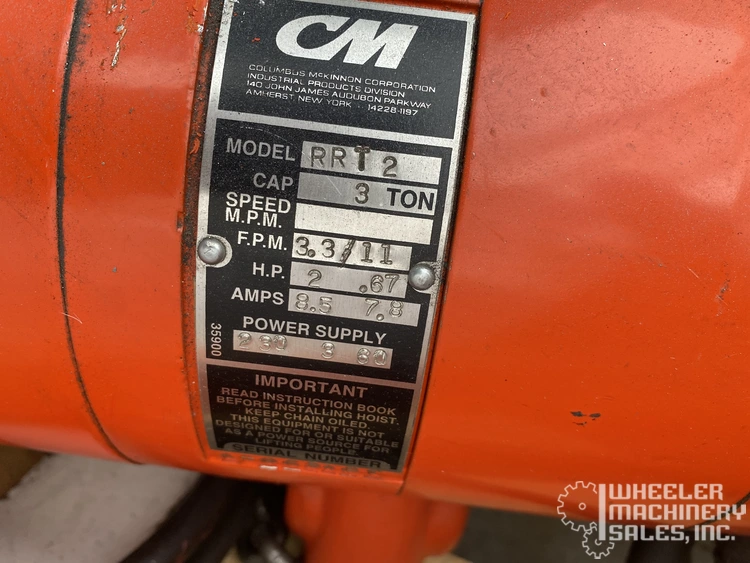 CM
COLUMBUS McKINNON CORPORATION
INDUSTRIAL PRODUCTS DIVISION
140 JOHN JAMES AUDUBON PARKWAY
AMHERST, NEW YORK 14228-1197
MODEL RRT2
CAP 3 TON
SPEED
M.P.M.
F.P.M. 3.3/11
H.P. 2 .67
AMPS 8.5 7.8
POWER SUPPLY
3 60
35900
IMPORTANT
READ INSTRUCTION BOOK
BEFORE INSTALLING HOIST.
KEEP CHAIN OILED.
THIS EQUIPMENT IS NOT
DESIGNED FOR OR SUITABLE
AS A POWER SOURCE FOR
LIFTING PEOPLE
SERIAL NUMBER
WHEELER
MACHINERY
SALES, INC.